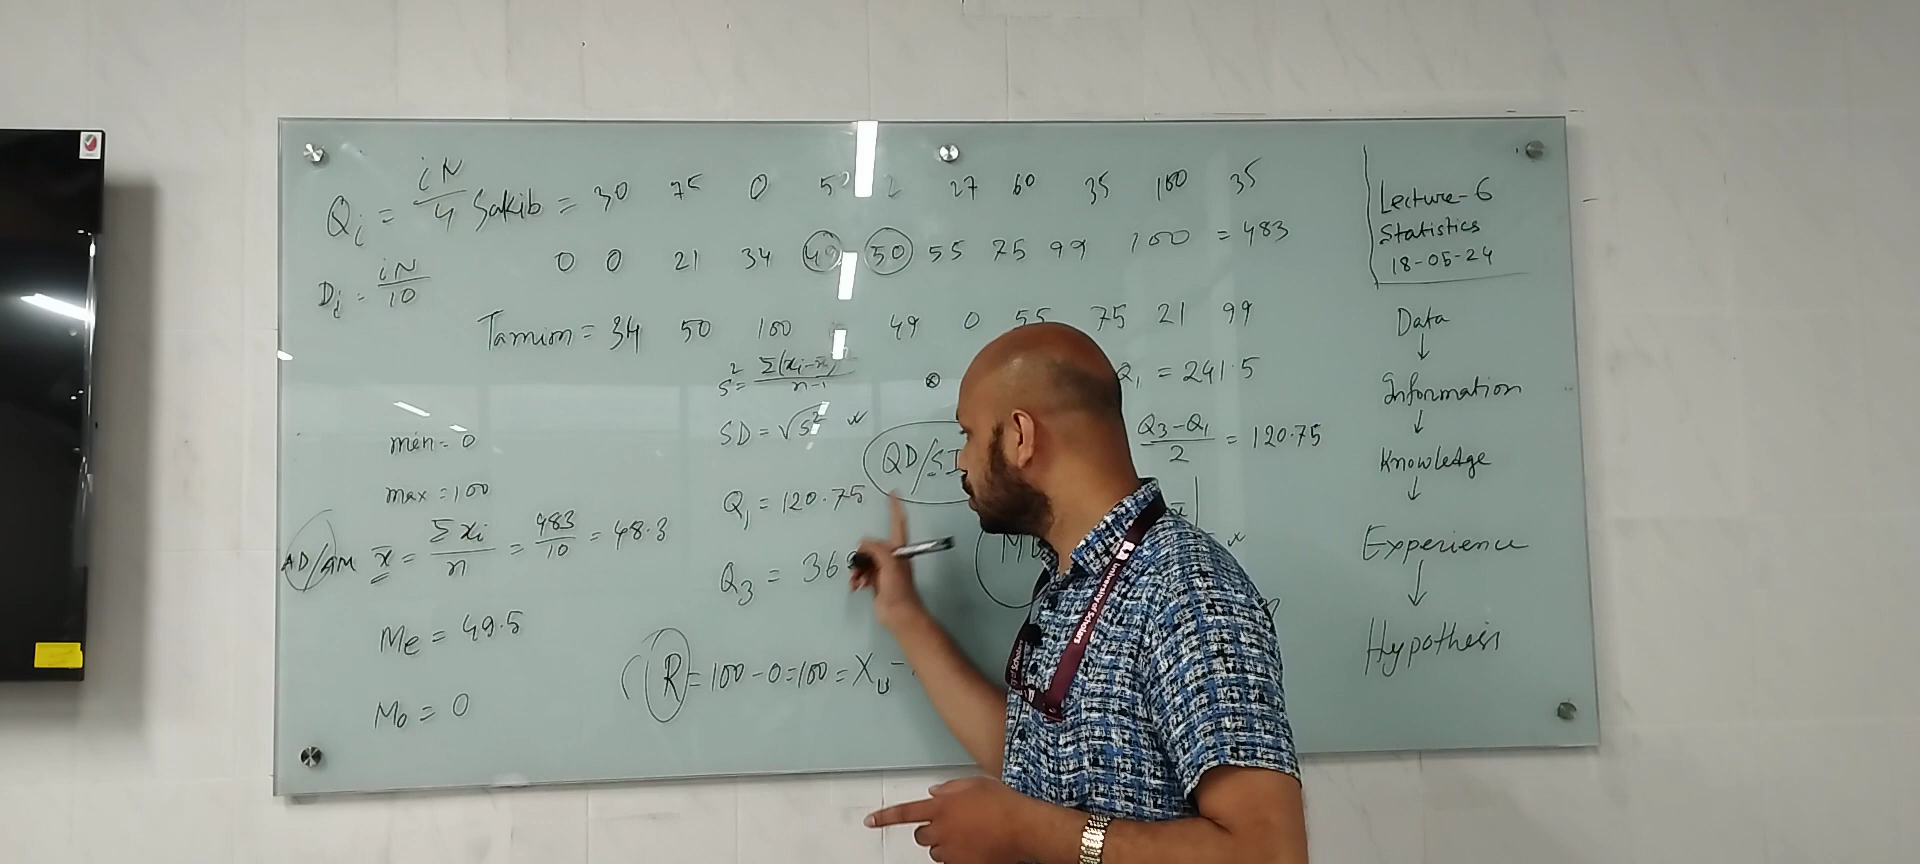 Qi = iN/4
Sakib = 30 75 0 5 2 27 60 35 100 35
0 0 21 34 49 50 55 75 99 100 = 483
Di = iN/10
Tamim = 34 50 100 49 0 55 75 21 99
s² = Σ(xi-x̄)/n-1
SD = √s²
min = 0
max = 100
AD/AM x̄ = Σxi/n = 483/10 = 48.3
Me = 49.5
Mo = 0
Q1 = 120.75
Q3 = 36
R = 100-0=100 = XU -
QD/SI
Q1 = 241.5
Q3-Q1/2 = 120.75
M
x̄|
Lecture-6
Statistics
18-05-24
Data
↓
Information
↓
Knowledge
↓
Experience
↓
Hypothesis
University of Scholars